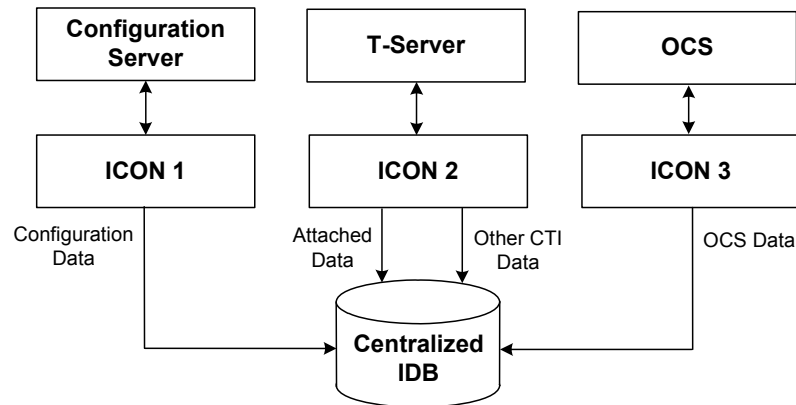 Configuration
Server
T-Server
OCS
ICON 1
ICON 2
ICON 3
Configuration
Data
Attached
Data
Other CTI
Data
OCS Data
Centralized
IDB